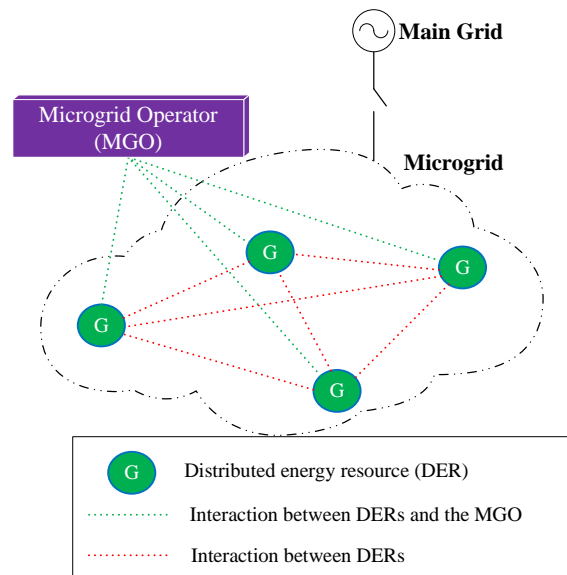 Main Grid
Microgrid Operator
(MGO)
Microgrid
G
G
G
G
G
Distributed energy resource (DER)
Interaction between DERs and the MGO
Interaction between DERs